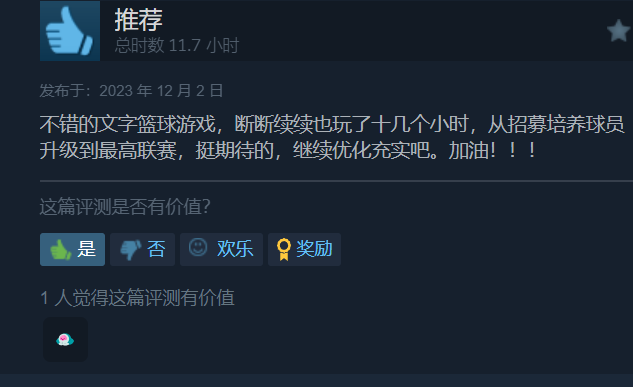 推荐
总时数 11.7 小时
发布于：2023 年 12 月 2 日
不错的文字篮球游戏，断断续续也玩了十几个小时，从招募培养球员
升级到最高联赛，挺期待的，继续优化充实吧。加油！！！
这篇评测是否有价值？
是 否 欢乐 奖励
1 人觉得这篇评测有价值